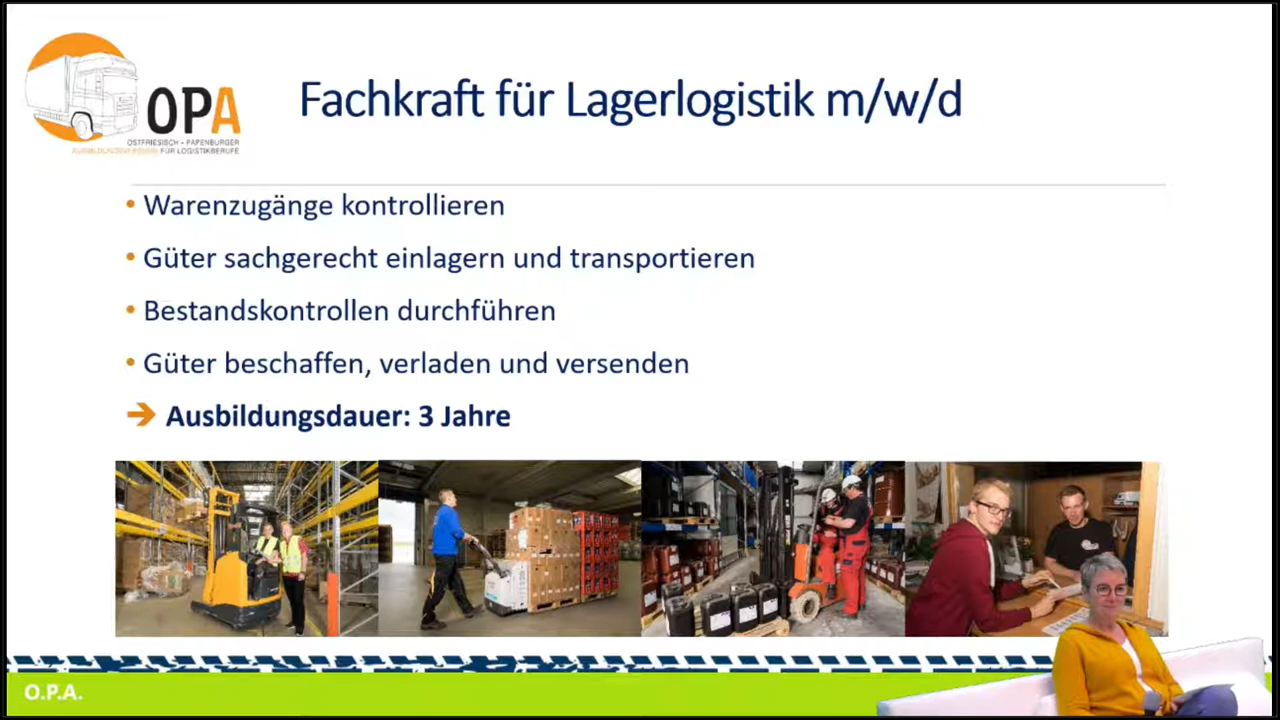 OPA
OSTFRIESISCH - PAPENBURGER
AUSBILDUNGSVERBUND FÜR LOGISTIKBERUFE
Fachkraft für Lagerlogistik m/w/d
• Warenzugänge kontrollieren
• Güter sachgerecht einlagern und transportieren
• Bestandskontrollen durchführen
• Güter beschaffen, verladen und versenden
➔ Ausbildungsdauer: 3 Jahre
O.P.A.